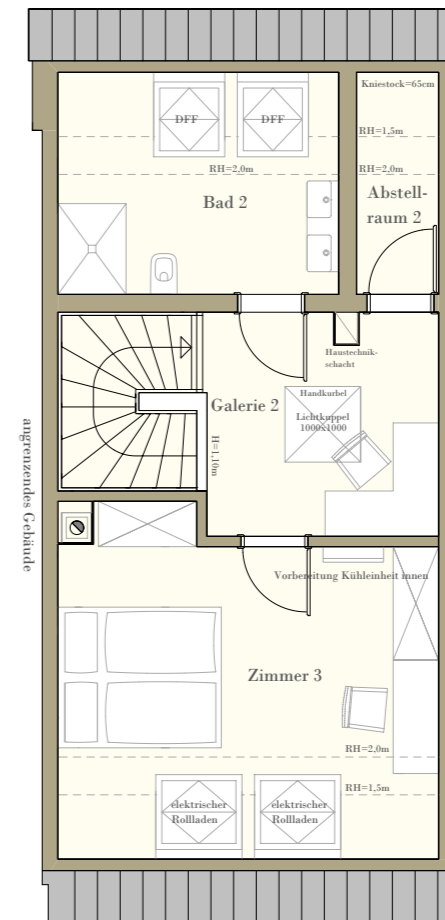 Kniestock=65cm
DFF
DFF
RH=1,5m
RH=2,0m
RH=2,0m
Bad 2
Abstell-
raum 2
Haustechnik-
schacht
Handkurbel
Galerie 2
Lichtkuppel
1000x1000
H=1,10m
angrenzendes Gebäude
Vorbereitung Kühleinheit innen
Zimmer 3
RH=2,0m
RH=1,5m
elektrischer
Rollladen
elektrischer
Rollladen